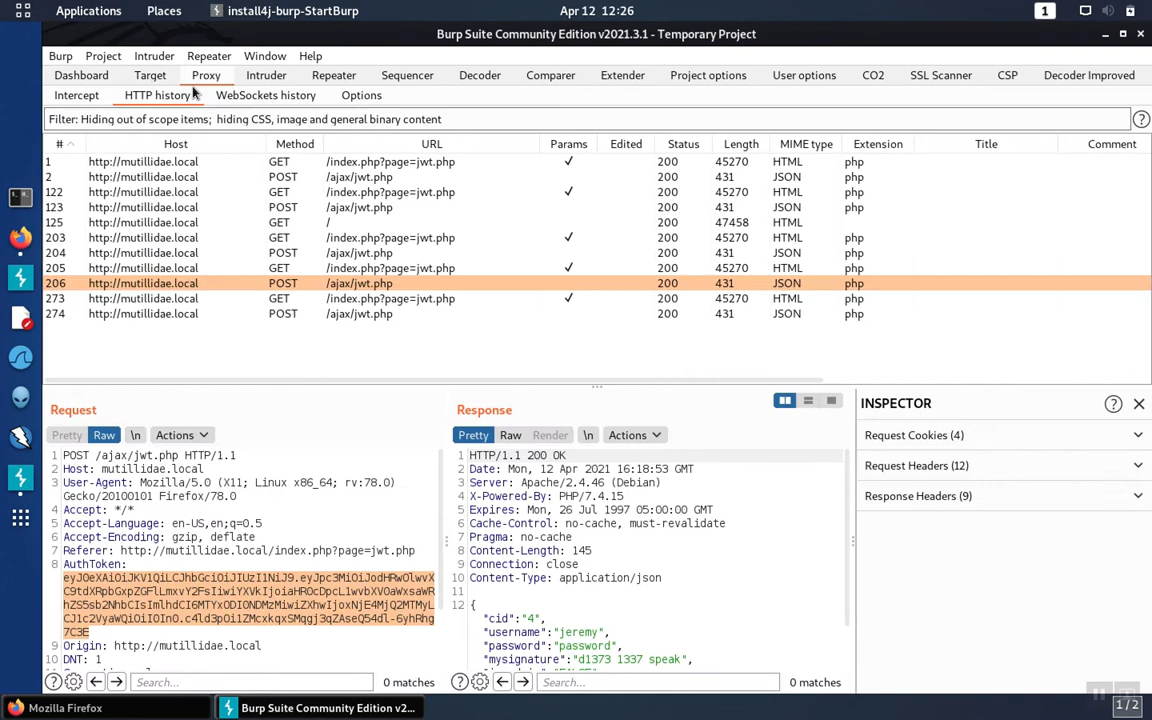 Applications Places install4j-burp-StartBurp Apr 12 12:26 1
Burp Suite Community Edition v2021.3.1 - Temporary Project
Burp Project Intruder Repeater Window Help
Dashboard Target Proxy Intruder Repeater Sequencer Decoder Comparer Extender Project options User options CO2 SSL Scanner CSP Decoder Improved
Intercept HTTP history WebSockets history Options
Filter: Hiding out of scope items; hiding CSS, image and general binary content
# Host Method URL Params Edited Status Length MIME type Extension Title Comment
1 http://mutillidae.local GET /index.php?page=jwt.php ✓ 200 45270 HTML php
2 http://mutillidae.local POST /ajax/jwt.php 200 431 JSON php
122 http://mutillidae.local GET /index.php?page=jwt.php ✓ 200 45270 HTML php
123 http://mutillidae.local POST /ajax/jwt.php 200 431 JSON php
125 http://mutillidae.local GET / 200 47458 HTML
203 http://mutillidae.local GET /index.php?page=jwt.php ✓ 200 45270 HTML php
204 http://mutillidae.local POST /ajax/jwt.php 200 431 JSON php
205 http://mutillidae.local GET /index.php?page=jwt.php ✓ 200 45270 HTML php
206 http://mutillidae.local POST /ajax/jwt.php 200 431 JSON php
273 http://mutillidae.local GET /index.php?page=jwt.php ✓ 200 45270 HTML php
274 http://mutillidae.local POST /ajax/jwt.php 200 431 JSON php
Request
Pretty Raw \n Actions
1 POST /ajax/jwt.php HTTP/1.1
2 Host: mutillidae.local
3 User-Agent: Mozilla/5.0 (X11; Linux x86_64; rv:78.0)
Gecko/20100101 Firefox/78.0
4 Accept: */*
5 Accept-Language: en-US,en;q=0.5
6 Accept-Encoding: gzip, deflate
7 Referer: http://mutillidae.local/index.php?page=jwt.php
8 AuthToken:
9 Origin: http://mutillidae.local
10 DNT: 1
Search... 0 matches
Response
Pretty Raw Render \n Actions
1 HTTP/1.1 200 OK
2 Date: Mon, 12 Apr 2021 16:18:53 GMT
3 Server: Apache/2.4.46 (Debian)
4 X-Powered-By: PHP/7.4.15
5 Expires: Mon, 26 Jul 1997 05:00:00 GMT
6 Cache-Control: no-cache, must-revalidate
7 Pragma: no-cache
8 Content-Length: 145
9 Connection: close
10 Content-Type: application/json
11
12 {
"cid":"4",
"username":"jeremy",
"password":"password",
"mysignature":"d1373 1337 speak",
Search... 0 matches
INSPECTOR
Request Cookies (4)
Request Headers (12)
Response Headers (9)
Mozilla Firefox Burp Suite Community Edition v2... 1/2